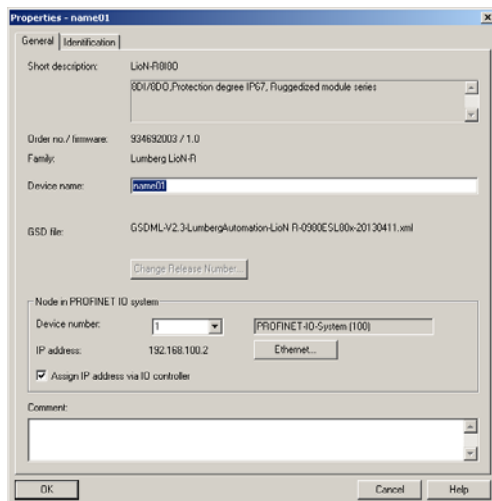 Properties - name01
General
Identification
Short description: LioN-R8I8O
8DI/8DO,Protection degree IP67, Ruggedized module series
Order no./ firmware: 934692003 / 1.0
Family: Lumberg LioN-R
Device name: name01
GSD file: GSDML-V2.3-LumbergAutomation-LioN R-0980ESL80x-20130411.xml
Change Release Number...
Node in PROFINET IO system
Device number: 1 PROFINET-IO-System (100)
IP address: 192.168.100.2 Ethernet...
Assign IP address via IO controller
Comment:
OK Cancel Help